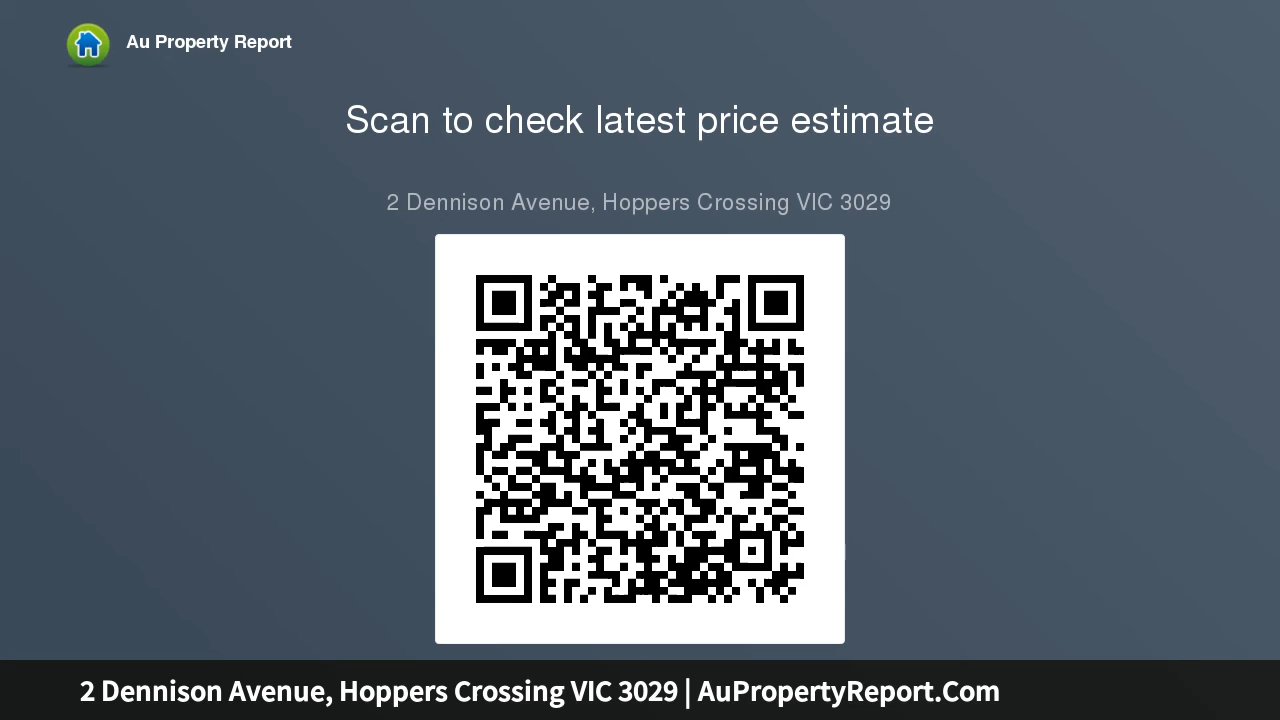 Au Property Report
Scan to check latest price estimate
2 Dennison Avenue, Hoppers Crossing VIC 3029
2 Dennison Avenue, Hoppers Crossing VIC 3029 | AuPropertyReport.Com